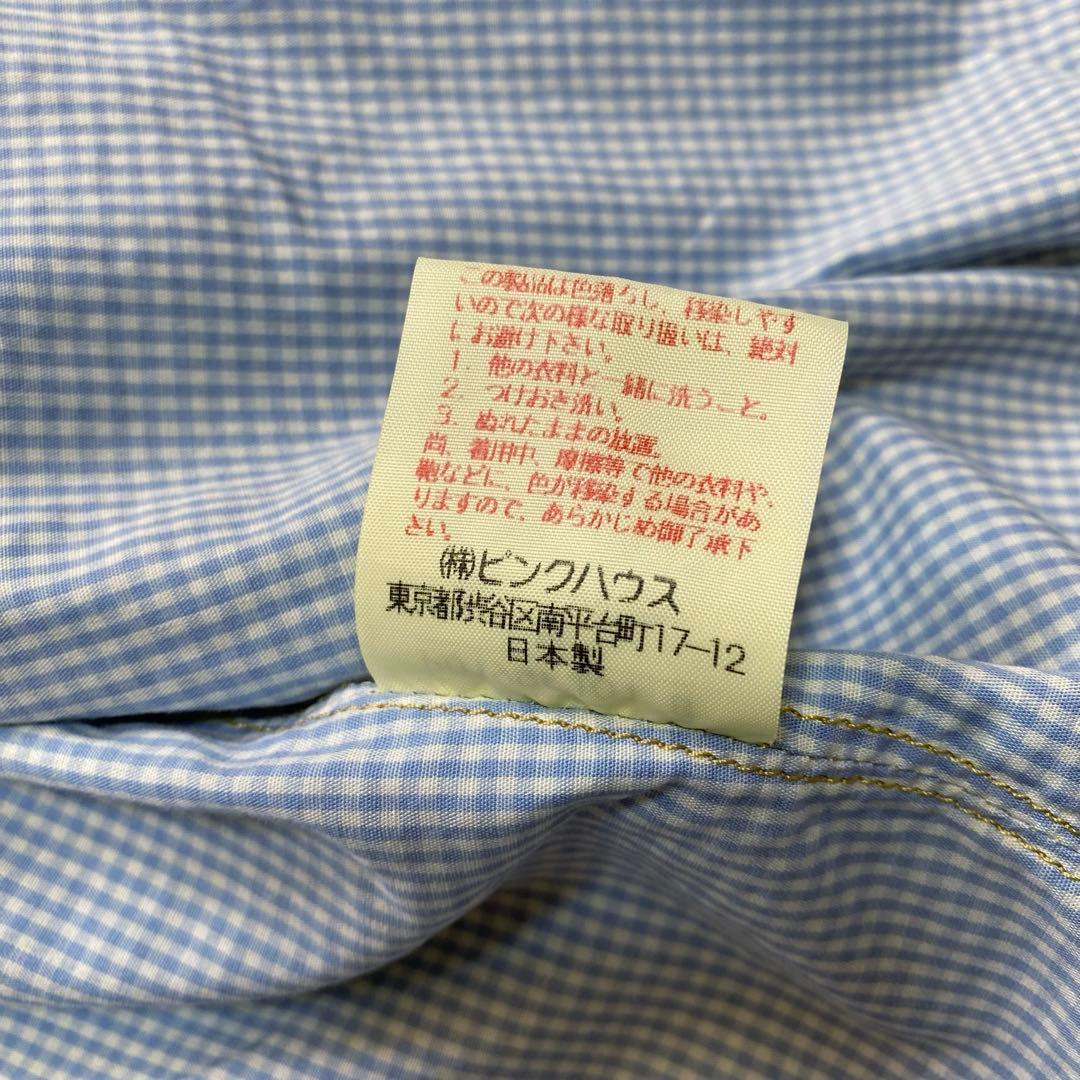 この製品は色落ちし、移染しやす
いので次の様な取り扱いは、絶対
にお避け下さい。
1. 他の衣料と一緒に洗うこと。
2. つけおき洗い。
3. ぬれたままの放置。
尚、着用中、摩擦等で他の衣料や、
靴などに、色が移染する場合があ
りますので、あらかじめ御了承下
さい。
(株)ピンクハウス
東京都渋谷区南平台町17-12
日本製